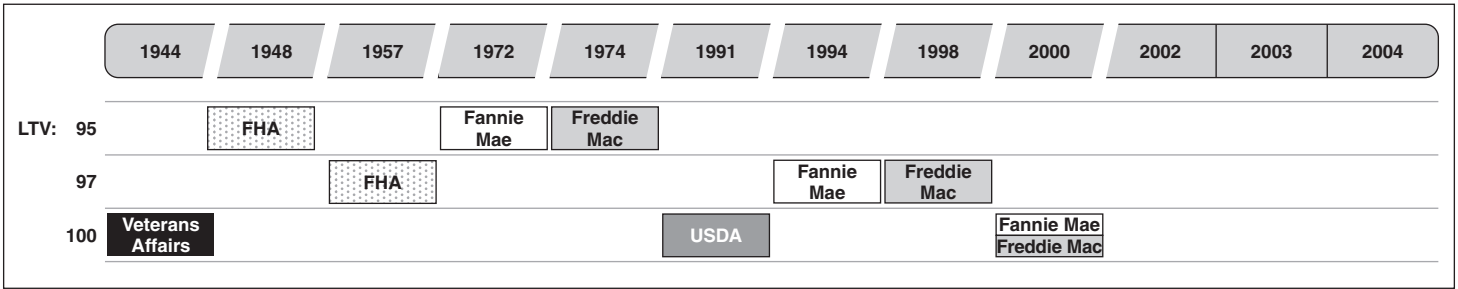 1944 1948 1957 1972 1974 1991 1994 1998 2000 2002 2003 2004
LTV: 95 FHA Fannie Mae Freddie Mac
97 FHA Fannie Mae Freddie Mac
100 Veterans Affairs USDA Fannie Mae Freddie Mac